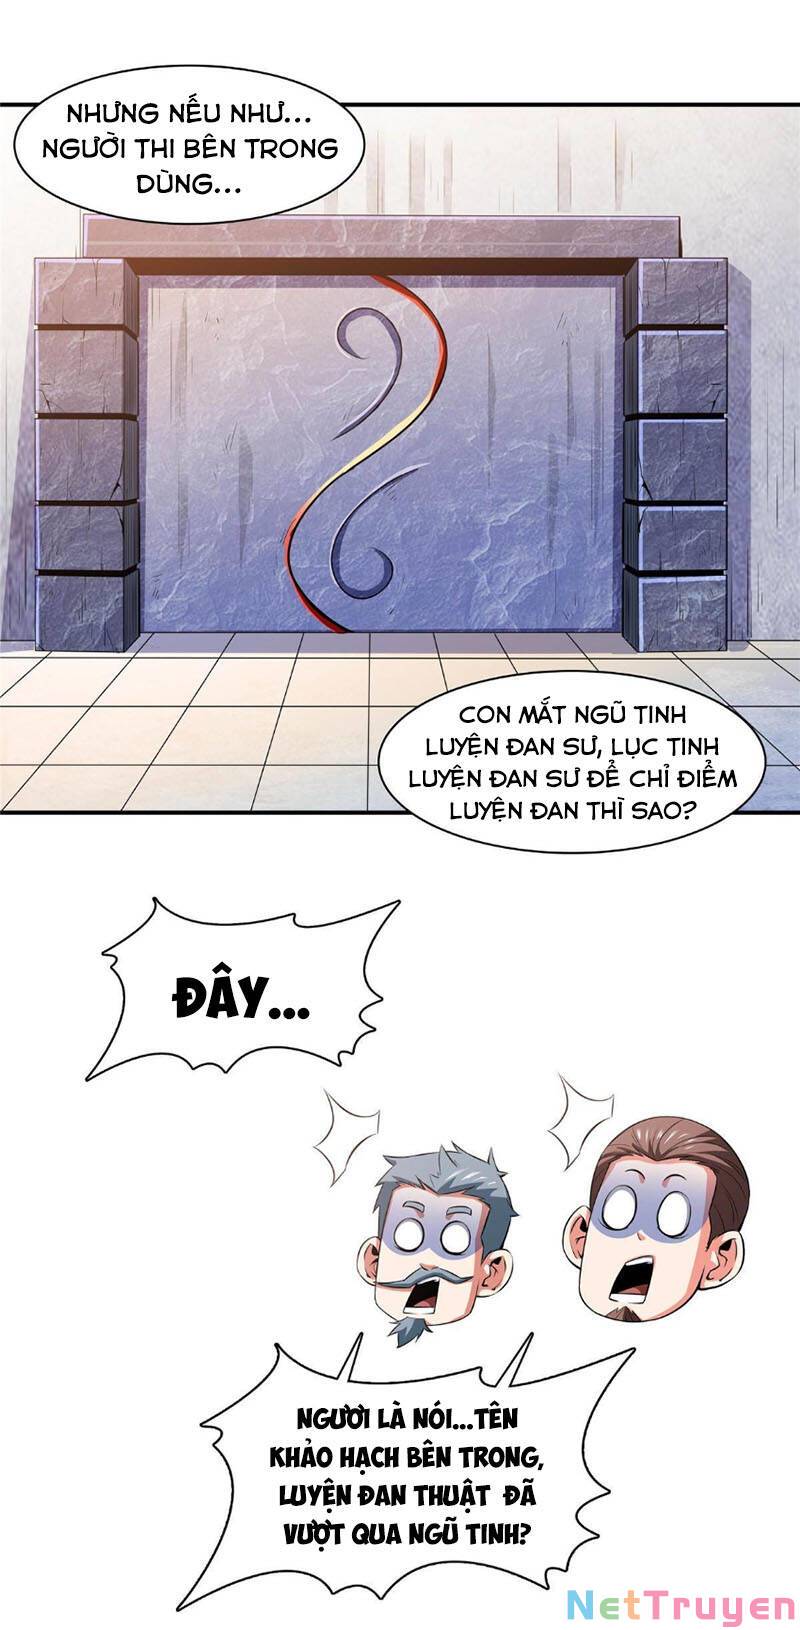 NHƯNG NẾU NHƯ...
NGƯỜI THI BÊN TRONG
DÙNG...
CON MẮT NGŨ TINH
LUYỆN ĐAN SƯ, LỤC TINH
LUYỆN ĐAN SƯ ĐỂ CHỈ ĐIỂM
LUYỆN ĐAN THÌ SAO?
ĐÂY...
NGƯƠI LÀ NÓI...TÊN
KHẢO HẠCH BÊN TRONG,
LUYỆN ĐAN THUẬT ĐÃ
VƯỢT QUA NGŨ TINH?
NetTruyen